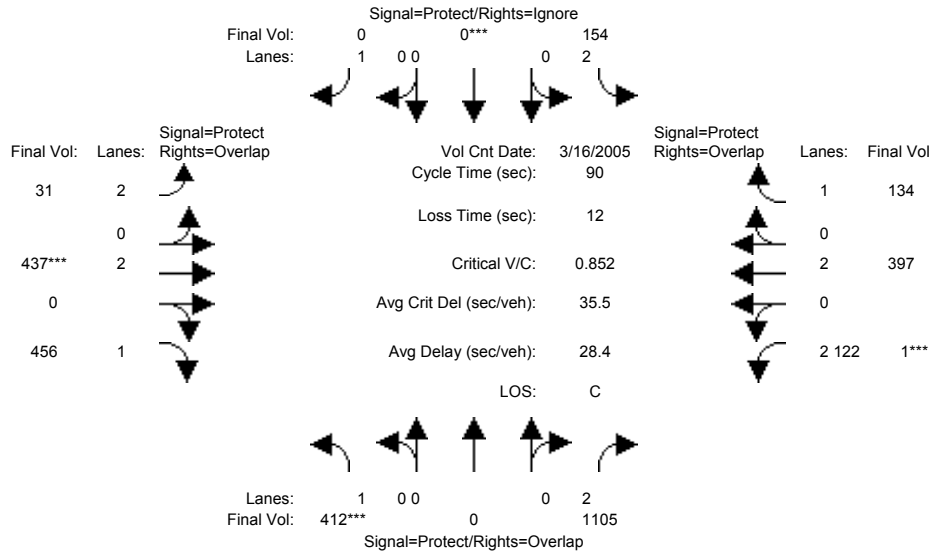 Signal=Protect/Rights=Ignore
Final Vol: 0 0*** 154
Lanes: 1 0 0 0 2
Signal=Protect Signal=Protect
Final Vol: Lanes: Rights=Overlap Vol Cnt Date: 3/16/2005 Rights=Overlap Lanes: Final Vol
Cycle Time (sec): 90
31 2 1 134
Loss Time (sec): 12
0 0
437*** 2 Critical V/C: 0.852 2 397
0 Avg Crit Del (sec/veh): 35.5 0
456 1 Avg Delay (sec/veh): 28.4 2 122 1***
LOS: C
Lanes: 1 0 0 0 2
Final Vol: 412*** 0 1105
Signal=Protect/Rights=Overlap